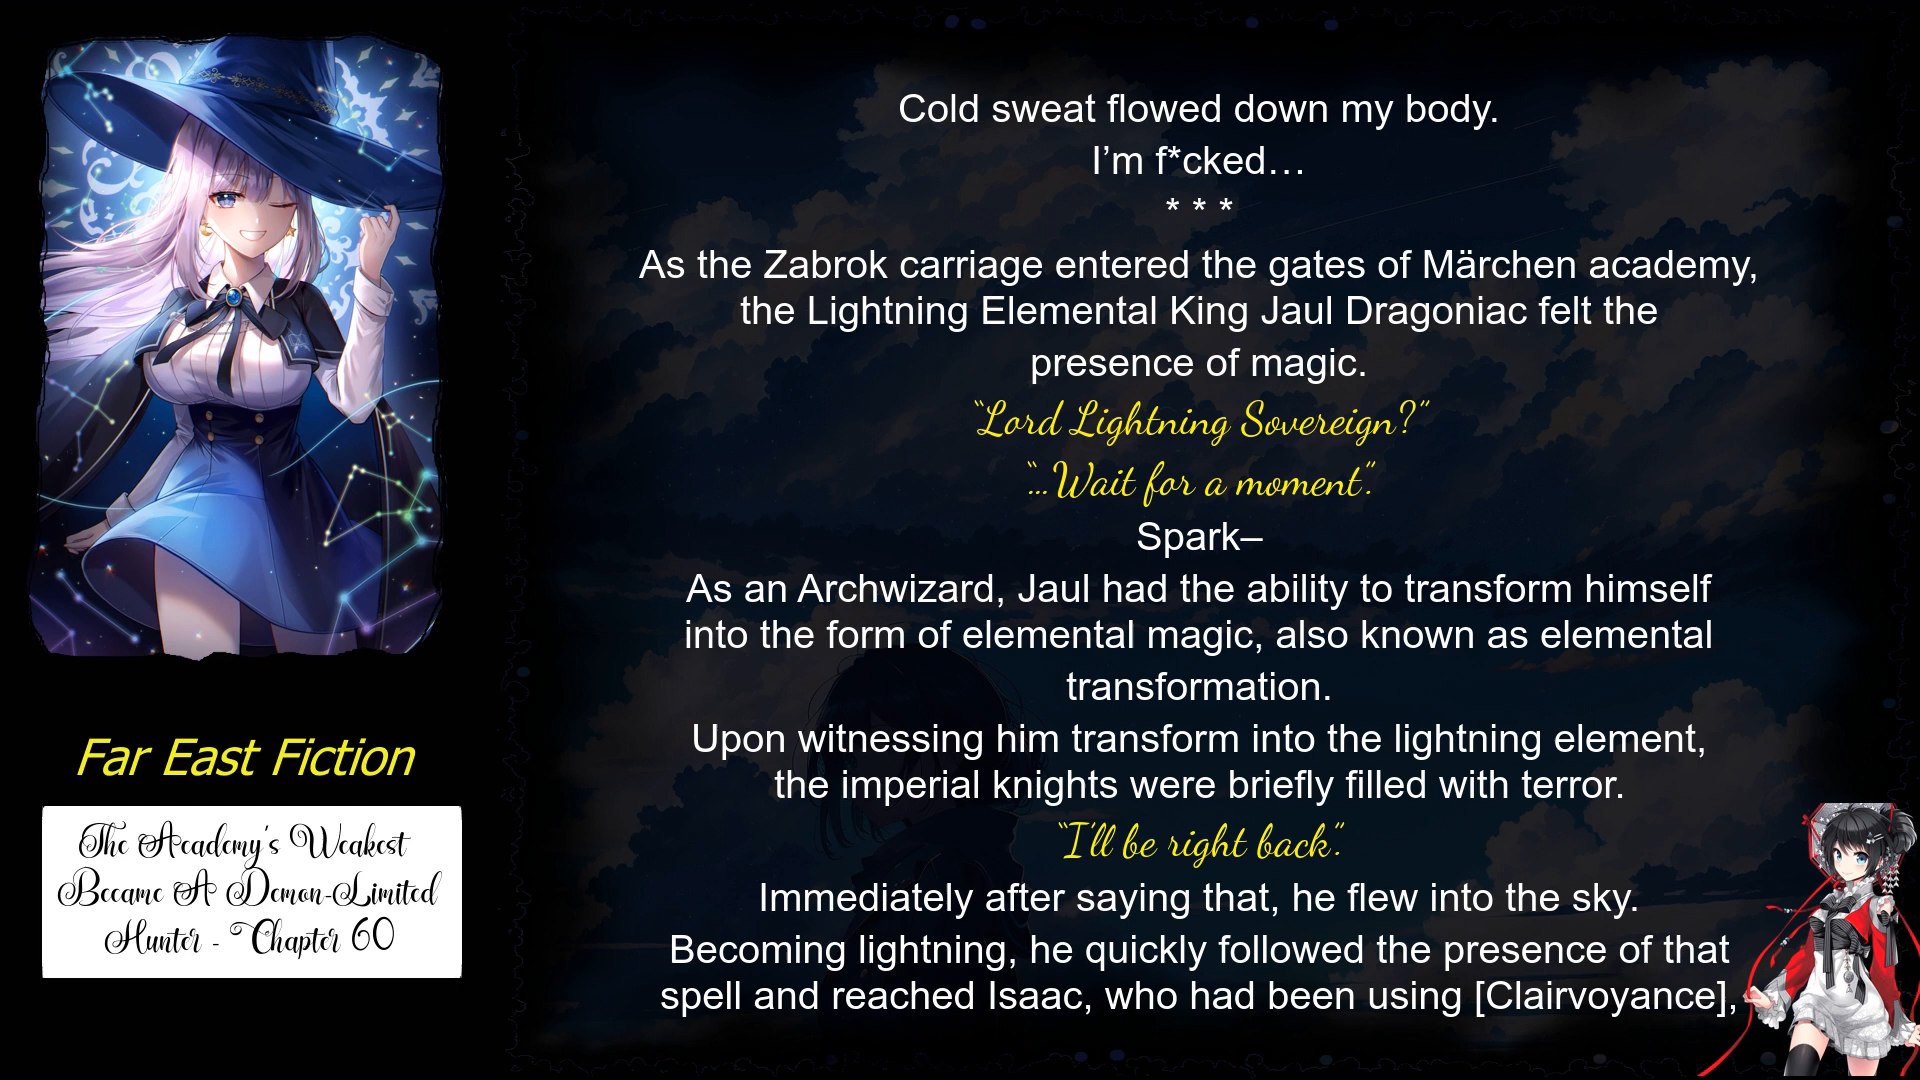 Cold sweat flowed down my body.
I’m f*cked…
* * *
As the Zabrok carriage entered the gates of Märchen academy,
the Lightning Elemental King Jaul Dragoniac felt the
presence of magic.
“Lord Lightning Sovereign?”
“…Wait for a moment”.
Spark–
As an Archwizard, Jaul had the ability to transform himself
into the form of elemental magic, also known as elemental
transformation.
Upon witnessing him transform into the lightning element,
the imperial knights were briefly filled with terror.
“I’ll be right back”.
Immediately after saying that, he flew into the sky.
Becoming lightning, he quickly followed the presence of that
spell and reached Isaac, who had been using [Clairvoyance],
Far East Fiction
The Academy's Weakest
Became A Demon-Limited
Hunter - Chapter 60